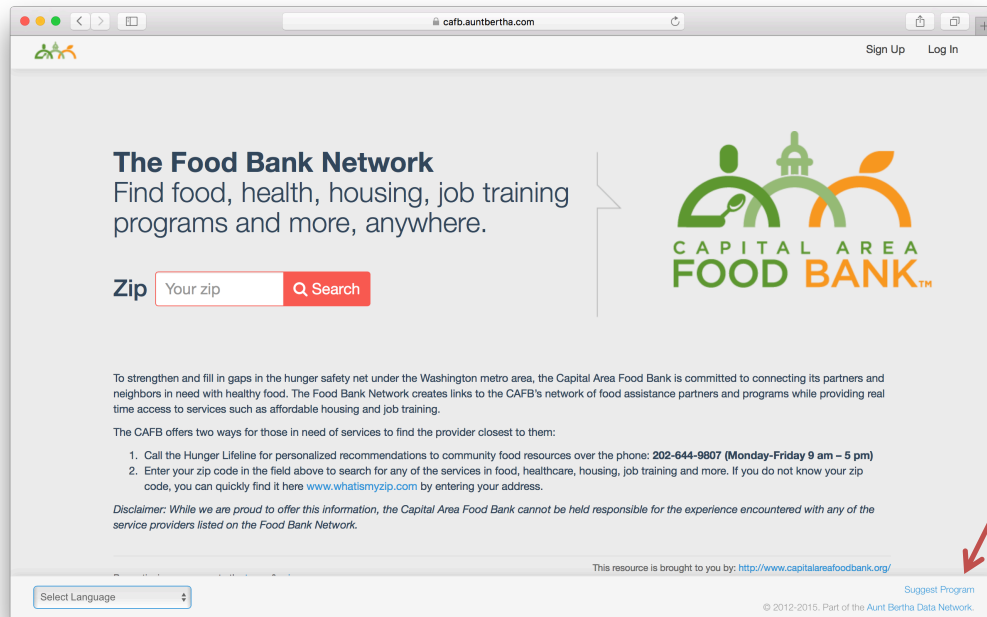 cafb.auntbertha.com
Sign Up Log In
The Food Bank Network
Find food, health, housing, job training
programs and more, anywhere.
CAPITAL AREA
FOOD BANK™
Zip Your zip Search
To strengthen and fill in gaps in the hunger safety net under the Washington metro area, the Capital Area Food Bank is committed to connecting its partners and
neighbors in need with healthy food. The Food Bank Network creates links to the CAFB's network of food assistance partners and programs while providing real
time access to services such as affordable housing and job training.
The CAFB offers two ways for those in need of services to find the provider closest to them:
1. Call the Hunger Lifeline for personalized recommendations to community food resources over the phone: 202-644-9807 (Monday-Friday 9 am – 5 pm)
2. Enter your zip code in the field above to search for any of the services in food, healthcare, housing, job training and more. If you do not know your zip
code, you can quickly find it here www.whatismyzip.com by entering your address.
Disclaimer: While we are proud to offer this information, the Capital Area Food Bank cannot be held responsible for the experience encountered with any of the
service providers listed on the Food Bank Network.
This resource is brought to you by: http://www.capitalareafoodbank.org/
Select Language
Suggest Program
© 2012-2015. Part of the Aunt Bertha Data Network.